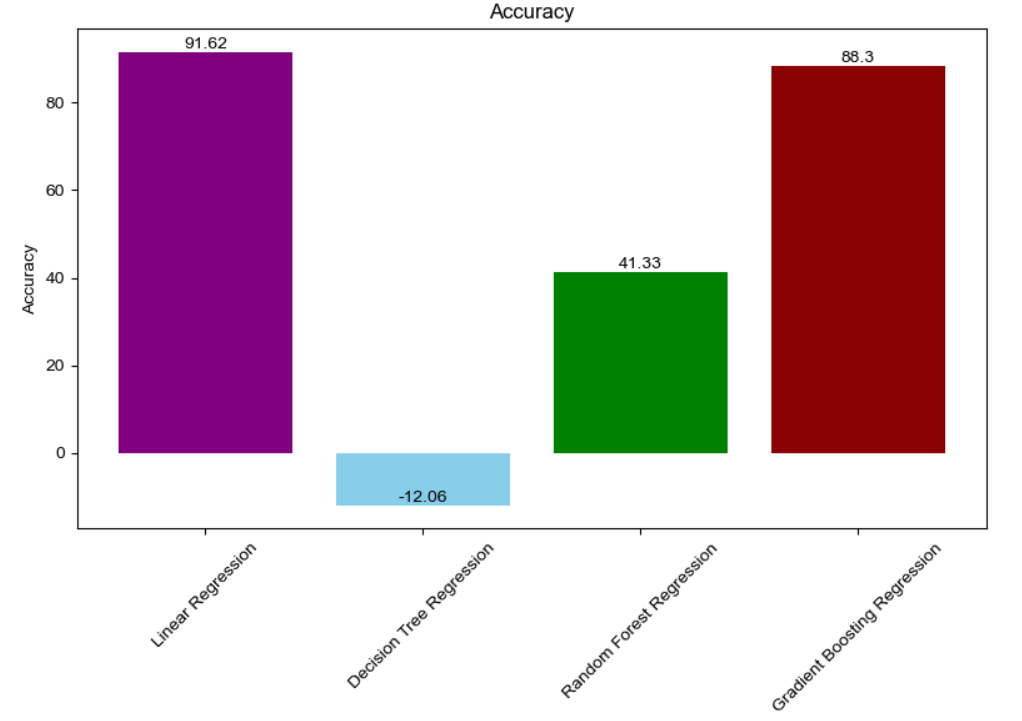 Accuracy
91.62
88.3
80
60
Accuracy
41.33
40
20
0
-12.06
Linear Regression
Decision Tree Regression
Random Forest Regression
Gradient Boosting Regression